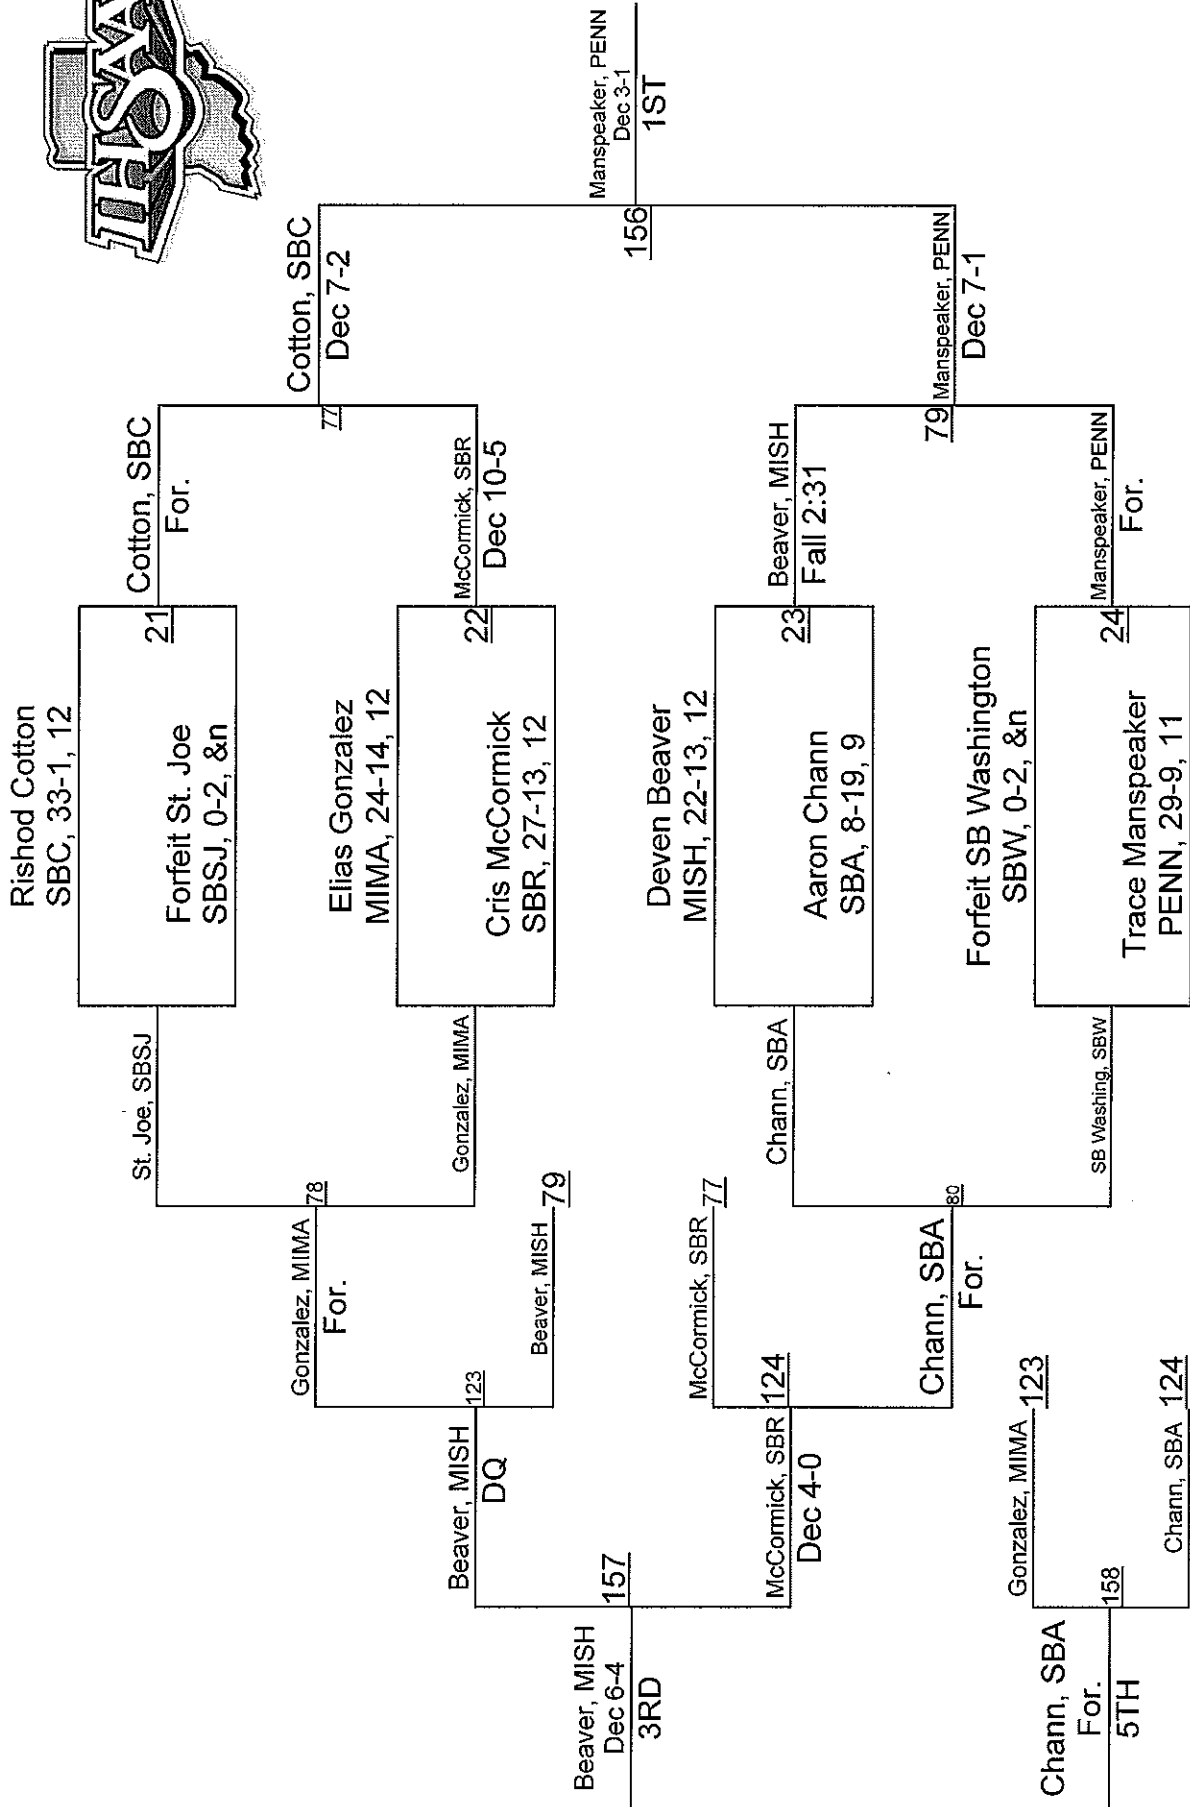 IHSAA
Rishod Cotton
SBC, 33-1, 12
Forfeit St. Joe
SBSJ, 0-2, &n
21
Elias Gonzalez
MIMA, 24-14, 12
Cris McCormick
SBR, 27-13, 12
22
Deven Beaver
MISH, 22-13, 12
Aaron Chann
SBA, 8-19, 9
23
Forfeit SB Washington
SBW, 0-2, &n
Trace Manspeaker
PENN, 29-9, 11
24
Cotton, SBC
For.
McCormick, SBR
Dec 10-5
77
Beaver, MISH
Fall 2:31
Manspeaker, PENN
For.
79
Cotton, SBC
Dec 7-2
Manspeaker, PENN
Dec 7-1
156
Manspeaker, PENN
Dec 3-1
1ST
St. Joe, SBSJ
Gonzalez, MIMA
78
Chann, SBA
SB Washing, SBW
80
Gonzalez, MIMA
For.
Beaver, MISH
79
123
McCormick, SBR
77
Chann, SBA
For.
124
Beaver, MISH
DQ
McCormick, SBR
Dec 4-0
157
Beaver, MISH
Dec 6-4
3RD
Gonzalez, MIMA
123
Chann, SBA
124
158
Chann, SBA
For.
5TH